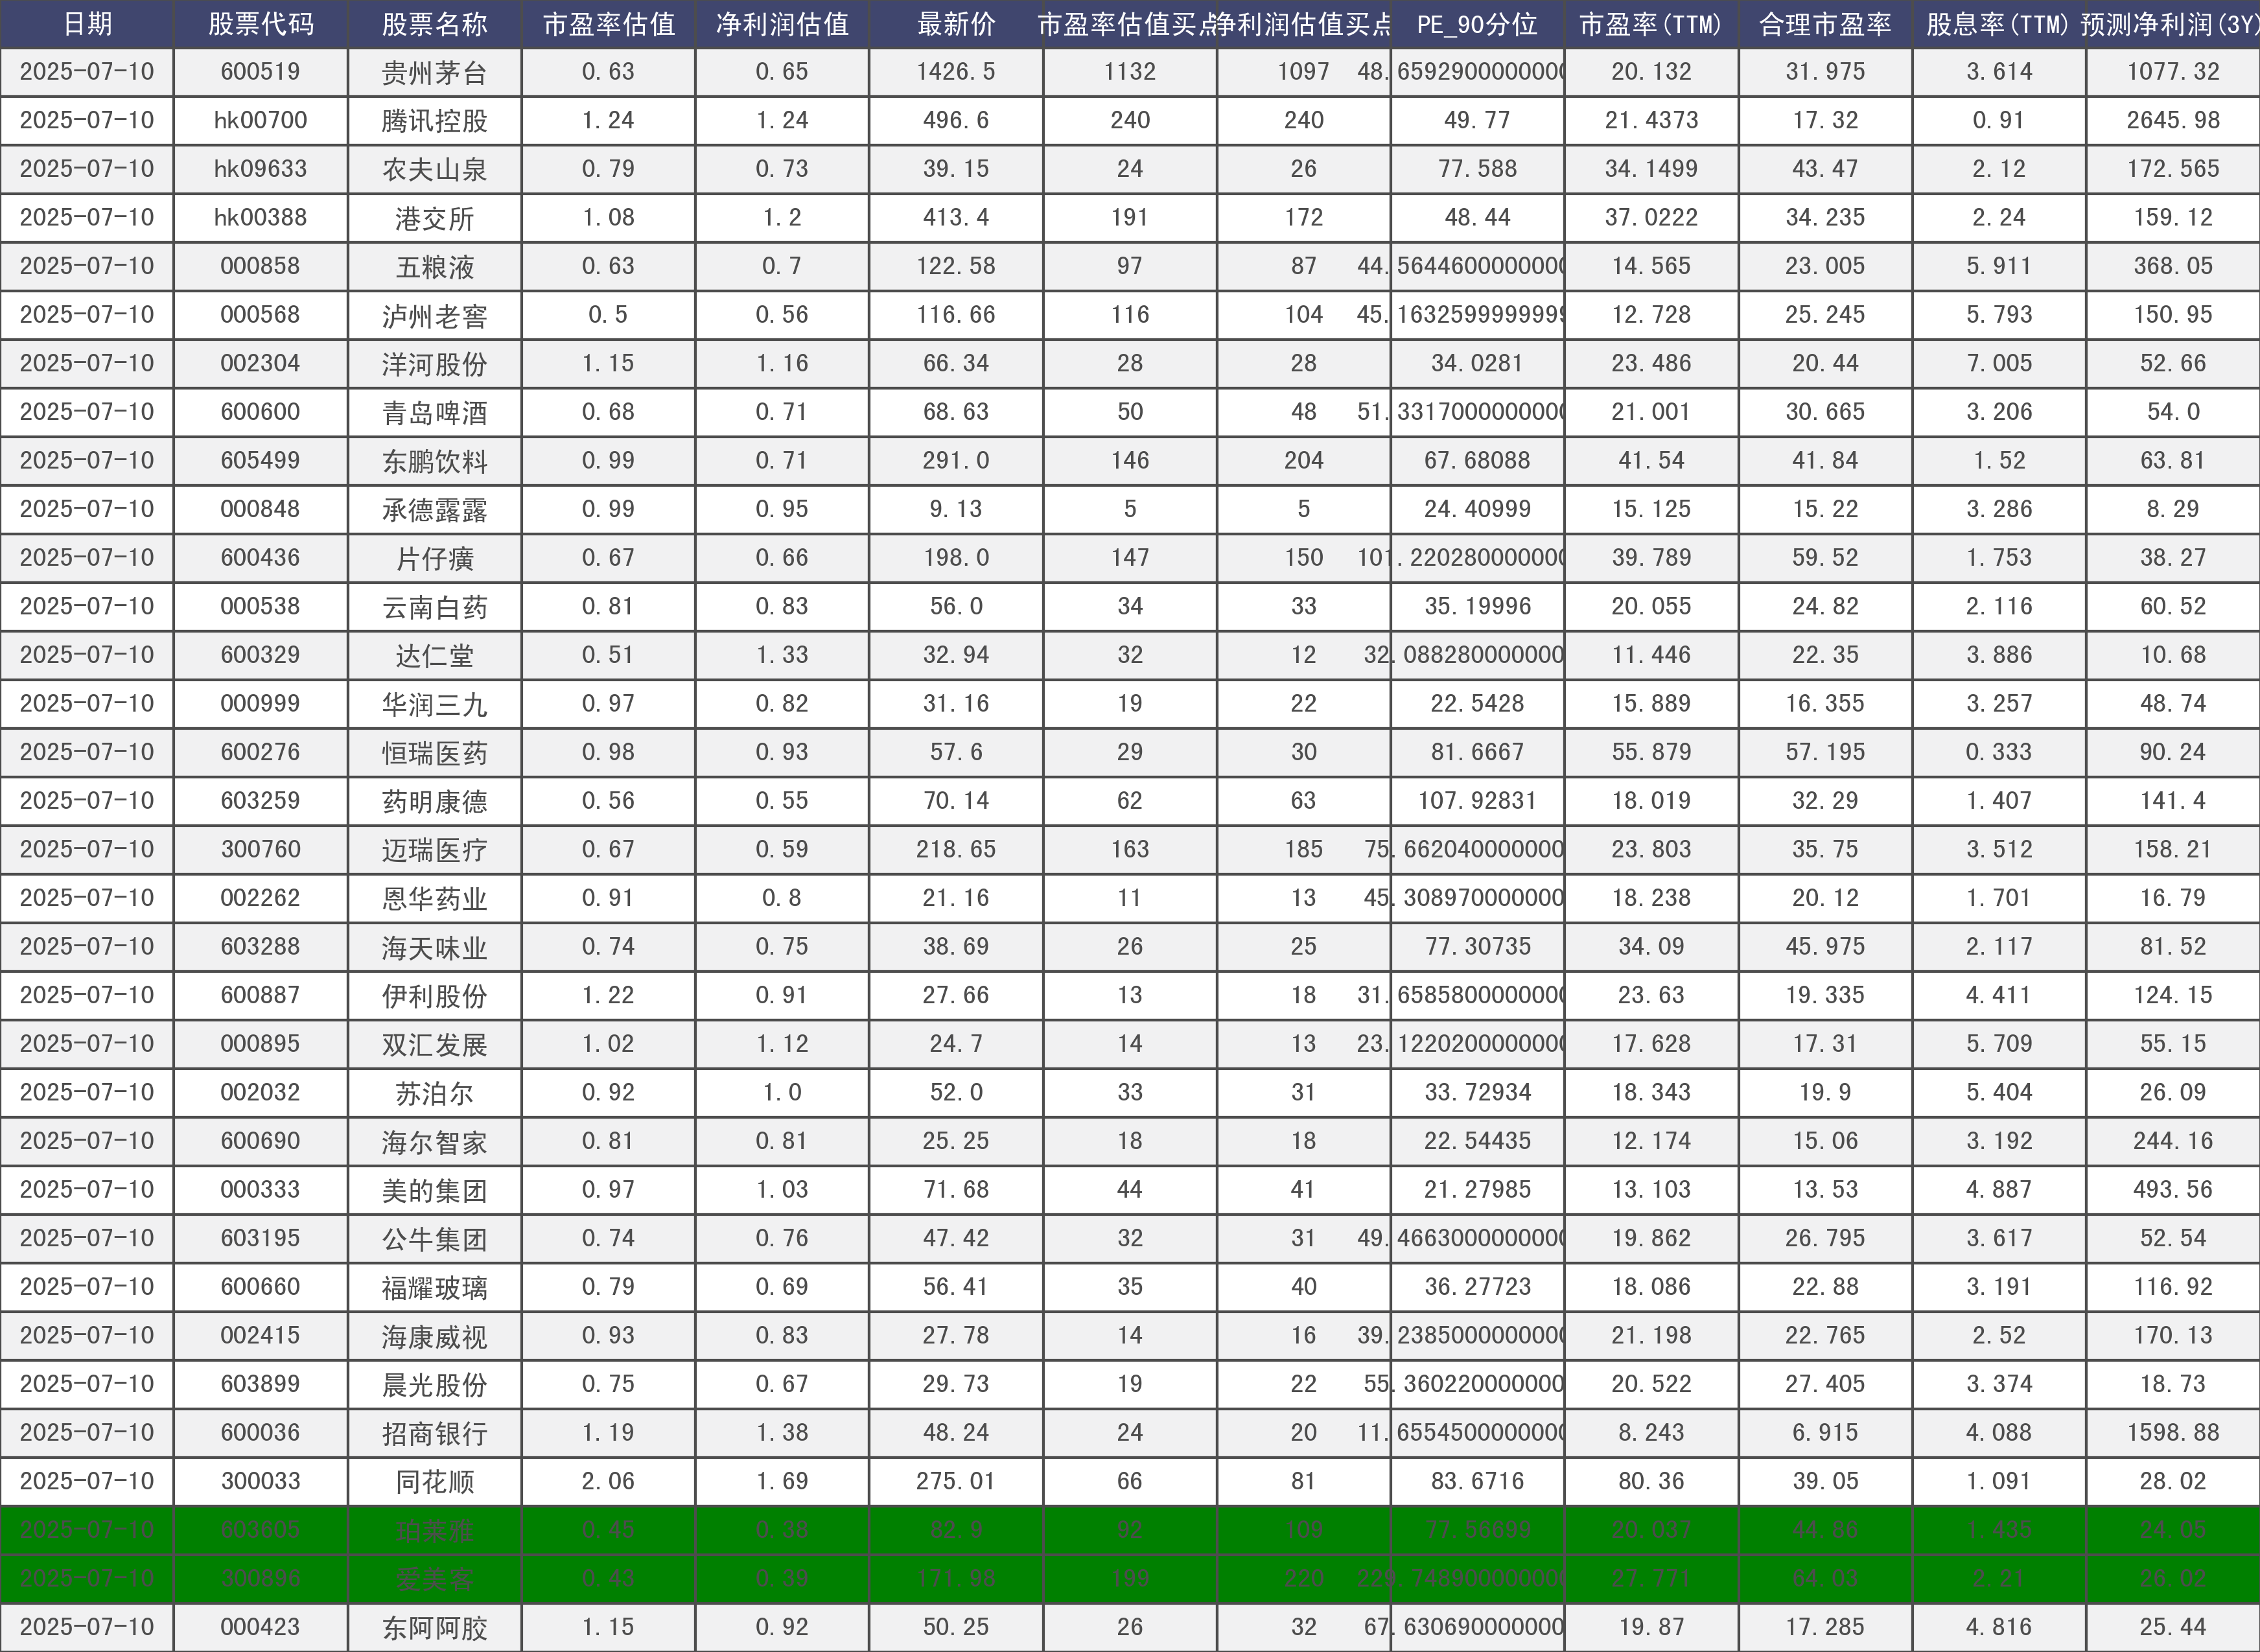 日期 股票代码 股票名称 市盈率估值 净利润估值 最新价 市盈率估值买点 净利润估值买点 PE_90分位 市盈率(TTM) 合理市盈率 股息率(TTM) 预测净利润(3Y)
2025-07-10 600519 贵州茅台 0.63 0.65 1426.5 1132 1097 48.6592900000000 20.132 31.975 3.614 1077.32
2025-07-10 hk00700 腾讯控股 1.24 1.24 496.6 240 240 49.77 21.4373 17.32 0.91 2645.98
2025-07-10 hk09633 农夫山泉 0.79 0.73 39.15 24 26 77.588 34.1499 43.47 2.12 172.565
2025-07-10 hk00388 港交所 1.08 1.2 413.4 191 172 48.44 37.0222 34.235 2.24 159.12
2025-07-10 000858 五粮液 0.63 0.7 122.58 97 87 44.5644600000000 14.565 23.005 5.911 368.05
2025-07-10 000568 泸州老窖 0.5 0.56 116.66 116 104 45.1632599999999 12.728 25.245 5.793 150.95
2025-07-10 002304 洋河股份 1.15 1.16 66.34 28 28 34.0281 23.486 20.44 7.005 52.66
2025-07-10 600600 青岛啤酒 0.68 0.71 68.63 50 48 51.3317000000000 21.001 30.665 3.206 54.0
2025-07-10 605499 东鹏饮料 0.99 0.71 291.0 146 204 67.68088 41.54 41.84 1.52 63.81
2025-07-10 000848 承德露露 0.99 0.95 9.13 5 5 24.40999 15.125 15.22 3.286 8.29
2025-07-10 600436 片仔癀 0.67 0.66 198.0 147 150 101.220280000000 39.789 59.52 1.753 38.27
2025-07-10 000538 云南白药 0.81 0.83 56.0 34 33 35.19996 20.055 24.82 2.116 60.52
2025-07-10 600329 达仁堂 0.51 1.33 32.94 32 12 32.088280000000 11.446 22.35 3.886 10.68
2025-07-10 000999 华润三九 0.97 0.82 31.16 19 22 22.5428 15.889 16.355 3.257 48.74
2025-07-10 600276 恒瑞医药 0.98 0.93 57.6 29 30 81.6667 55.879 57.195 0.333 90.24
2025-07-10 603259 药明康德 0.56 0.55 70.14 62 63 107.92831 18.019 32.29 1.407 141.4
2025-07-10 300760 迈瑞医疗 0.67 0.59 218.65 163 185 75.662040000000 23.803 35.75 3.512 158.21
2025-07-10 002262 恩华药业 0.91 0.8 21.16 11 13 45.308970000000 18.238 20.12 1.701 16.79
2025-07-10 603288 海天味业 0.74 0.75 38.69 26 25 77.30735 34.09 45.975 2.117 81.52
2025-07-10 600887 伊利股份 1.22 0.91 27.66 13 18 31.6585800000000 23.63 19.335 4.411 124.15
2025-07-10 000895 双汇发展 1.02 1.12 24.7 14 13 23.1220200000000 17.628 17.31 5.709 55.15
2025-07-10 002032 苏泊尔 0.92 1.0 52.0 33 31 33.72934 18.343 19.9 5.404 26.09
2025-07-10 600690 海尔智家 0.81 0.81 25.25 18 18 22.54435 12.174 15.06 3.192 244.16
2025-07-10 000333 美的集团 0.97 1.03 71.68 44 41 21.27985 13.103 13.53 4.887 493.56
2025-07-10 603195 公牛集团 0.74 0.76 47.42 32 31 49.4663000000000 19.862 26.795 3.617 52.54
2025-07-10 600660 福耀玻璃 0.79 0.69 56.41 35 40 36.27723 18.086 22.88 3.191 116.92
2025-07-10 002415 海康威视 0.93 0.83 27.78 14 16 39.2385000000000 21.198 22.765 2.52 170.13
2025-07-10 603899 晨光股份 0.75 0.67 29.73 19 22 55.360220000000 20.522 27.405 3.374 18.73
2025-07-10 600036 招商银行 1.19 1.38 48.24 24 20 11.6554500000000 8.243 6.915 4.088 1598.88
2025-07-10 300033 同花顺 2.06 1.69 275.01 66 81 83.6716 80.36 39.05 1.091 28.02
2025-07-10 603605 珀莱雅 0.45 0.38 82.9 92 109 77.56699 20.037 44.88 1.435 24.05
2025-07-10 300896 爱美客 0.43 0.39 171.98 199 220 229.748900000000 27.771 64.03 2.21 26.02
2025-07-10 000423 东阿阿胶 1.15 0.92 50.25 26 32 67.630690000000 19.87 17.285 4.816 25.44